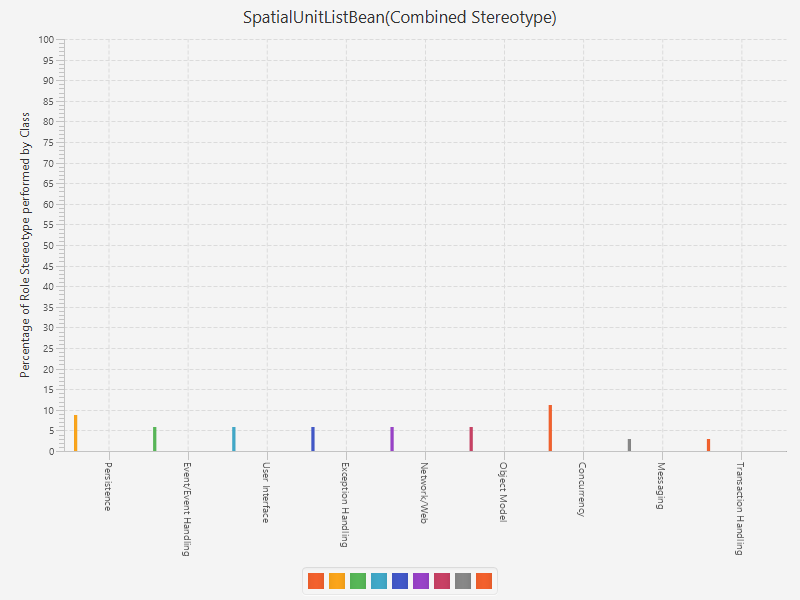 SpatialUnitListBean(Combined Stereotype)
Percentage of Role Stereotype performed by Class
100
95
90
85
80
75
70
65
60
55
50
45
40
35
30
25
20
15
10
5
0
Persistence
Event/Event Handling
User Interface
Exception Handling
Network/Web
Object Model
Concurrency
Messaging
Transaction Handling